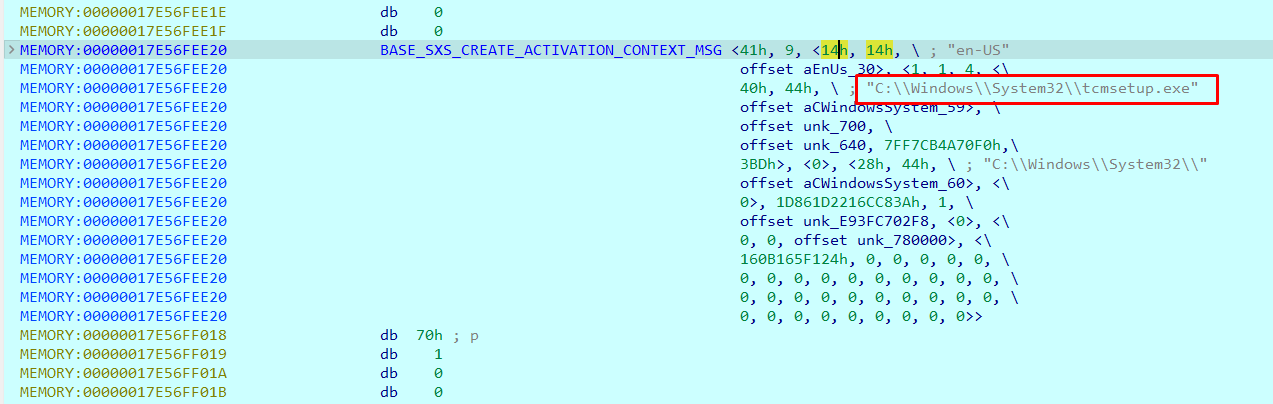 MEMORY:00000017E56FEE1E db 0
MEMORY:00000017E56FEE1F db 0
MEMORY:00000017E56FEE20 BASE_SXS_CREATE_ACTIVATION_CONTEXT_MSG <41h, 9, <14h, 14h, \ ; "en-US"
MEMORY:00000017E56FEE20 offset aEnUs_30>, <1, 1, 4, <\
MEMORY:00000017E56FEE20 40h, 44h, \ ; "C:\\Windows\\System32\\tcmsetup.exe"
MEMORY:00000017E56FEE20 offset aCWindowsSystem_59>, \
MEMORY:00000017E56FEE20 offset unk_700, \
MEMORY:00000017E56FEE20 offset unk_640, 7FF7CB4A70F0h,\
MEMORY:00000017E56FEE20 3BDh>, <0>, <28h, 44h, \ ; "C:\\Windows\\System32\\"
MEMORY:00000017E56FEE20 offset aCWindowsSystem_60>, <\
MEMORY:00000017E56FEE20 0>, 1D861D2216CC83Ah, 1, \
MEMORY:00000017E56FEE20 offset unk_E93FC702F8, <0>, <\
MEMORY:00000017E56FEE20 0, 0, offset unk_780000>, <\
MEMORY:00000017E56FEE20 160B165F124h, 0, 0, 0, 0, 0, \
MEMORY:00000017E56FEE20 0, 0, 0, 0, 0, 0, 0, 0, 0, \
MEMORY:00000017E56FEE20 0, 0, 0, 0, 0, 0, 0, 0, 0, \
MEMORY:00000017E56FEE20 0, 0, 0, 0, 0, 0, 0, 0>>
MEMORY:00000017E56FF018 db 70h ; p
MEMORY:00000017E56FF019 db 1
MEMORY:00000017E56FF01A db 0
MEMORY:00000017E56FF01B db 0